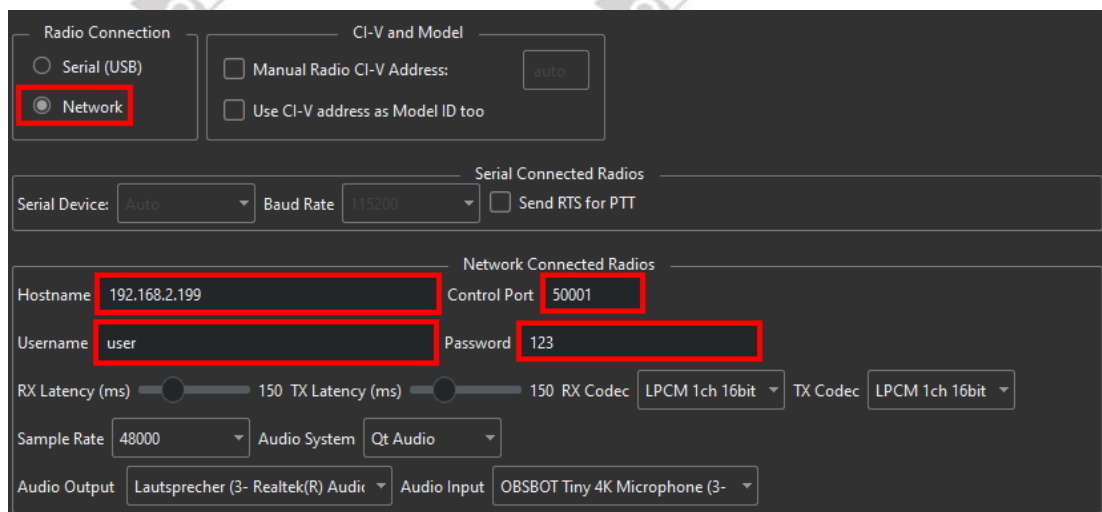 Radio Connection CI-V and Model
Serial (USB) Manual Radio CI-V Address: auto
Network Use CI-V address as Model ID too
Serial Connected Radios
Serial Device: Auto Baud Rate 115200 Send RTS for PTT
Network Connected Radios
Hostname 192.168.2.199 Control Port 50001
Username user Password 123
RX Latency (ms) 150 TX Latency (ms) 150 RX Codec LPCM 1ch 16bit TX Codec LPCM 1ch 16bit
Sample Rate 48000 Audio System Qt Audio
Audio Output Lautsprecher (3- Realtek(R) Audic Audio Input OBSBOT Tiny 4K Microphone (3-